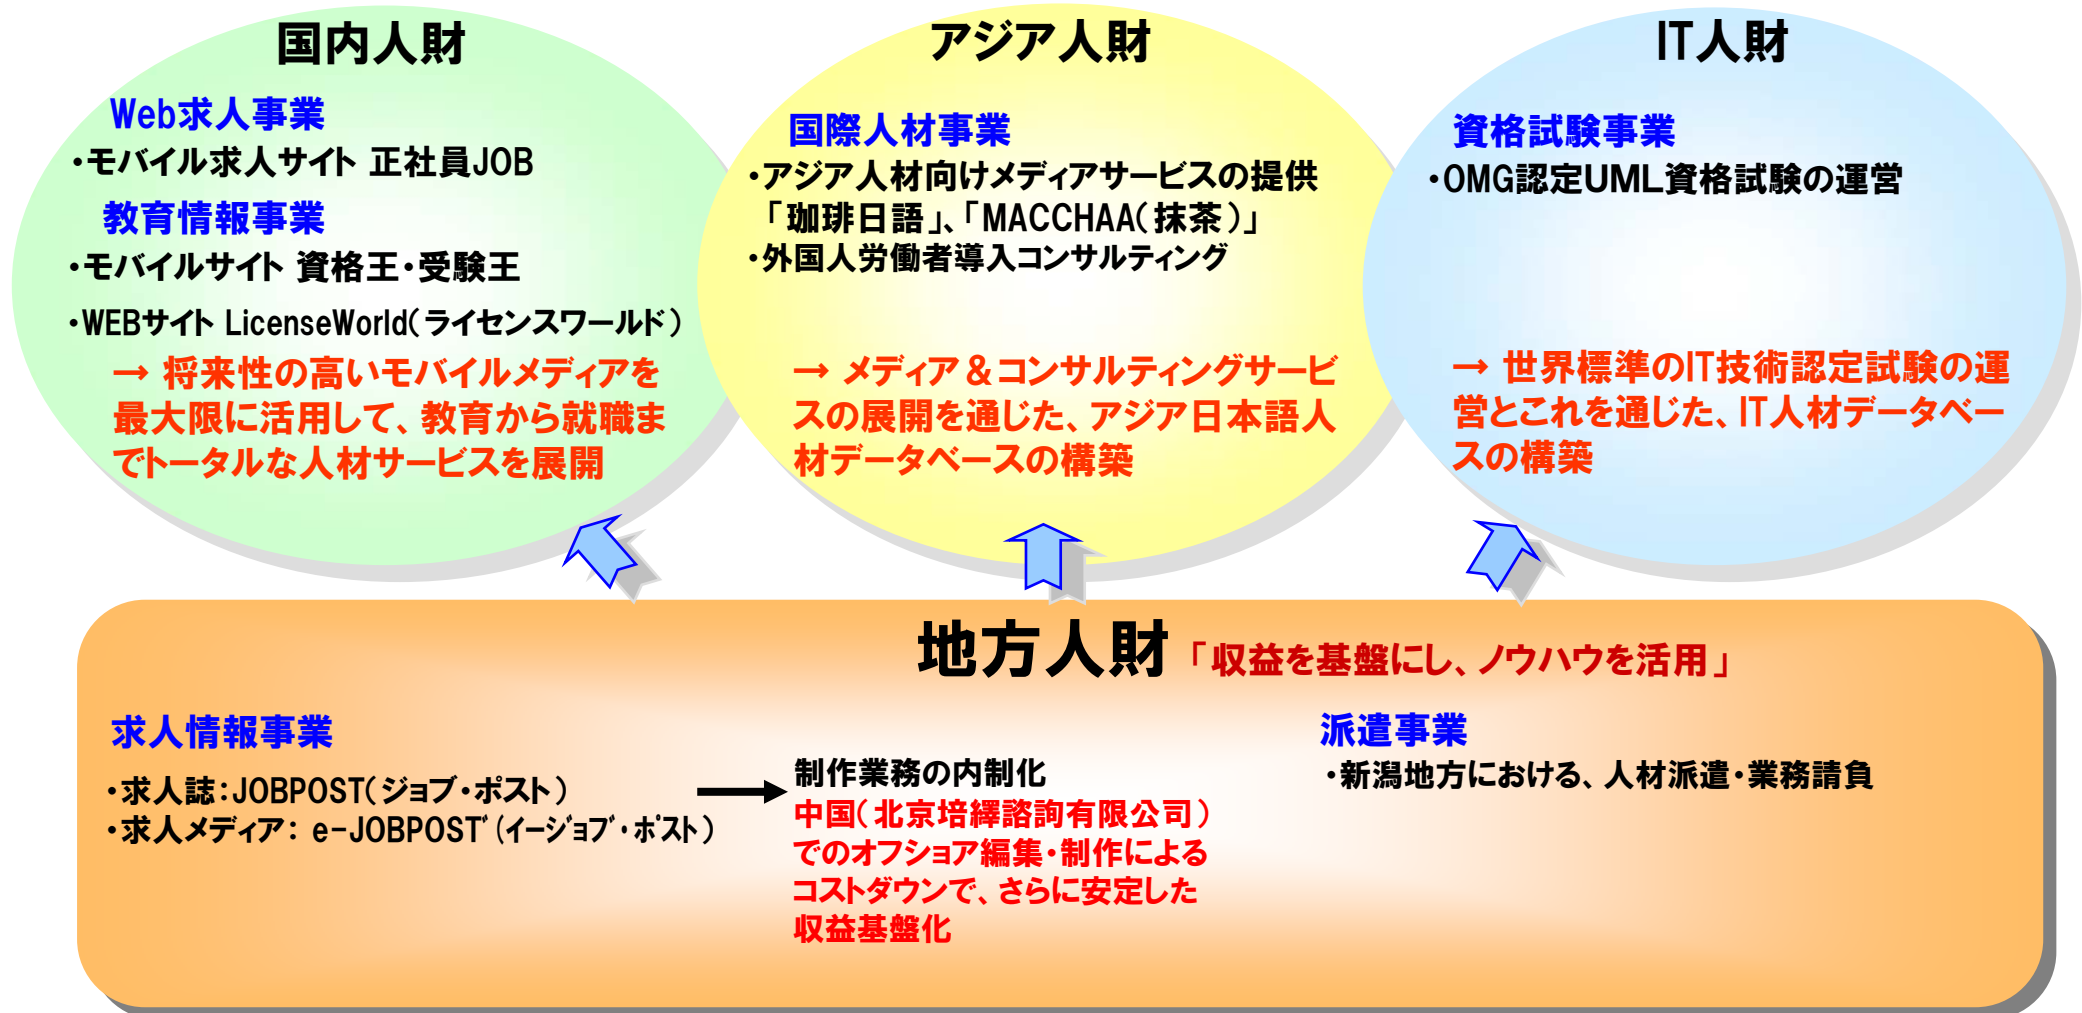 国内人財
Web求人事業
・モバイル求人サイト 正社員JOB
教育情報事業
・モバイルサイト 資格王・受験王
・WEBサイト LicenseWorld(ライセンスワールド)
→ 将来性の高いモバイルメディアを
最大限に活用して、教育から就職ま
でトータルな人材サービスを展開
アジア人財
国際人材事業
・アジア人材向けメディアサービスの提供
「珈琲日語」、「MACCHAA(抹茶)」
・外国人労働者導入コンサルティング
→ メディア&コンサルティングサービ
スの展開を通じた、アジア日本語人
材データベースの構築
IT人財
資格試験事業
・OMG認定UML資格試験の運営
→ 世界標準のIT技術認定試験の運
営とこれを通じた、IT人材データベー
スの構築
地方人財「収益を基盤にし、ノウハウを活用」
求人情報事業
・求人誌:JOBPOST(ジョブ・ポスト)
・求人メディア: e-JOBPOSTﾞ(イージョブ・ポスト)
制作業務の内制化
中国(北京培繹諮詢有限公司)
でのオフショア編集・制作による
コストダウンで、さらに安定した
収益基盤化
派遣事業
・新潟地方における、人材派遣・業務請負